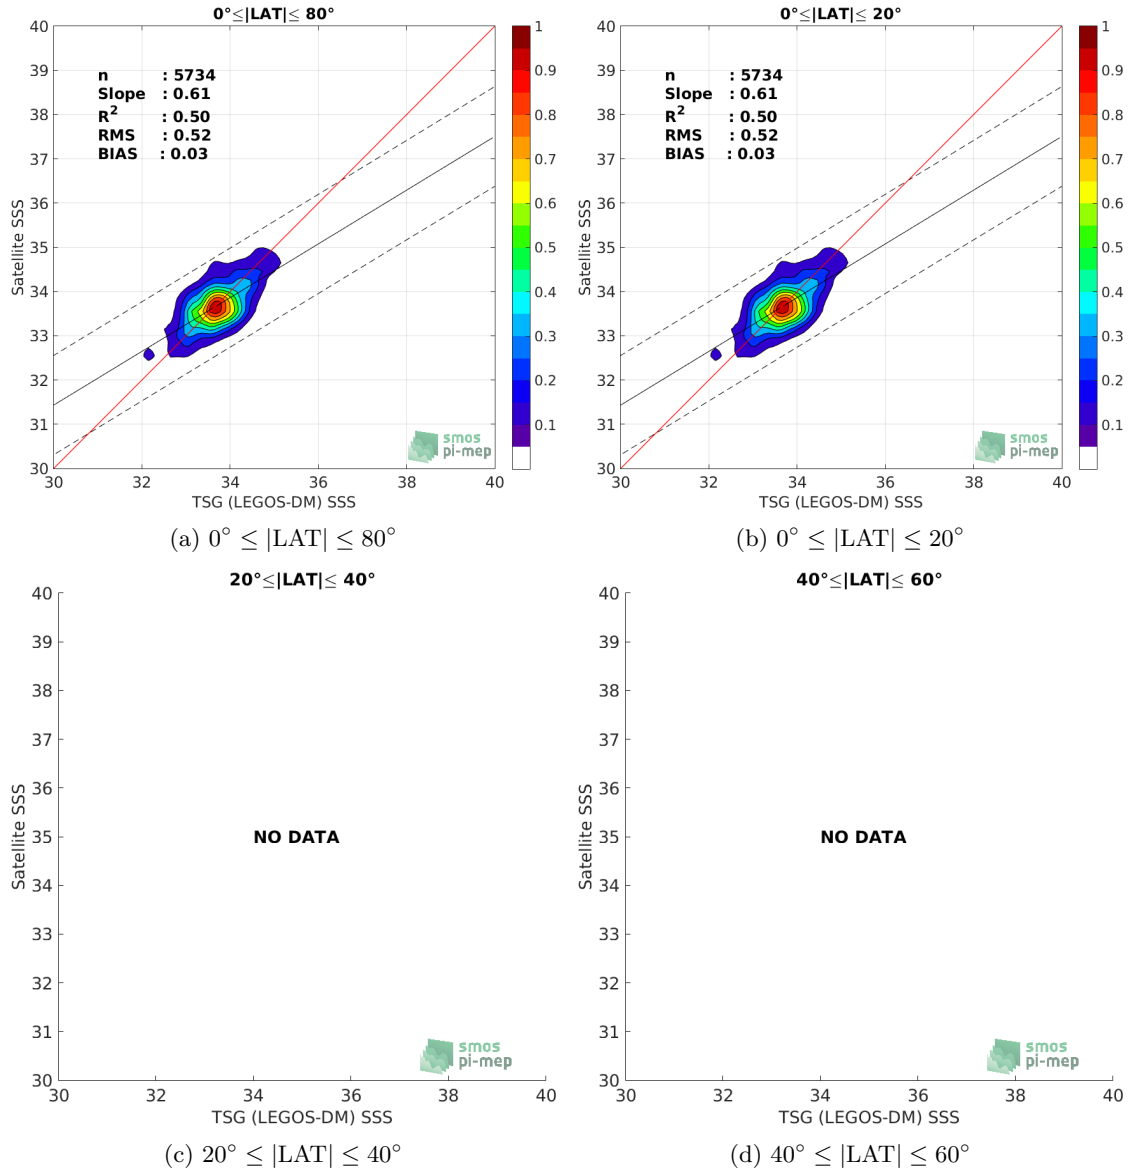 0°≤|LAT|≤ 80°
40
39
38
37
36
35
34
33
32
31
30
Satellite SSS
n : 5734
Slope : 0.61
R² : 0.50
RMS : 0.52
BIAS : 0.03
smos
pi-mep
30 32 34 36 38 40
TSG (LEGOS-DM) SSS
1
0.9
0.8
0.7
0.6
0.5
0.4
0.3
0.2
0.1
(a) 0° ≤ |LAT| ≤ 80°
0°≤|LAT|≤ 20°
40
39
38
37
36
35
34
33
32
31
30
Satellite SSS
n : 5734
Slope : 0.61
R² : 0.50
RMS : 0.52
BIAS : 0.03
smos
pi-mep
30 32 34 36 38 40
TSG (LEGOS-DM) SSS
1
0.9
0.8
0.7
0.6
0.5
0.4
0.3
0.2
0.1
(b) 0° ≤ |LAT| ≤ 20°
20°≤|LAT|≤ 40°
40
39
38
37
36
35
34
33
32
31
30
Satellite SSS
NO DATA
smos
pi-mep
30 32 34 36 38 40
TSG (LEGOS-DM) SSS
(c) 20° ≤ |LAT| ≤ 40°
40°≤|LAT|≤ 60°
40
39
38
37
36
35
34
33
32
31
30
Satellite SSS
NO DATA
smos
pi-mep
30 32 34 36 38 40
TSG (LEGOS-DM) SSS
(d) 40° ≤ |LAT| ≤ 60°